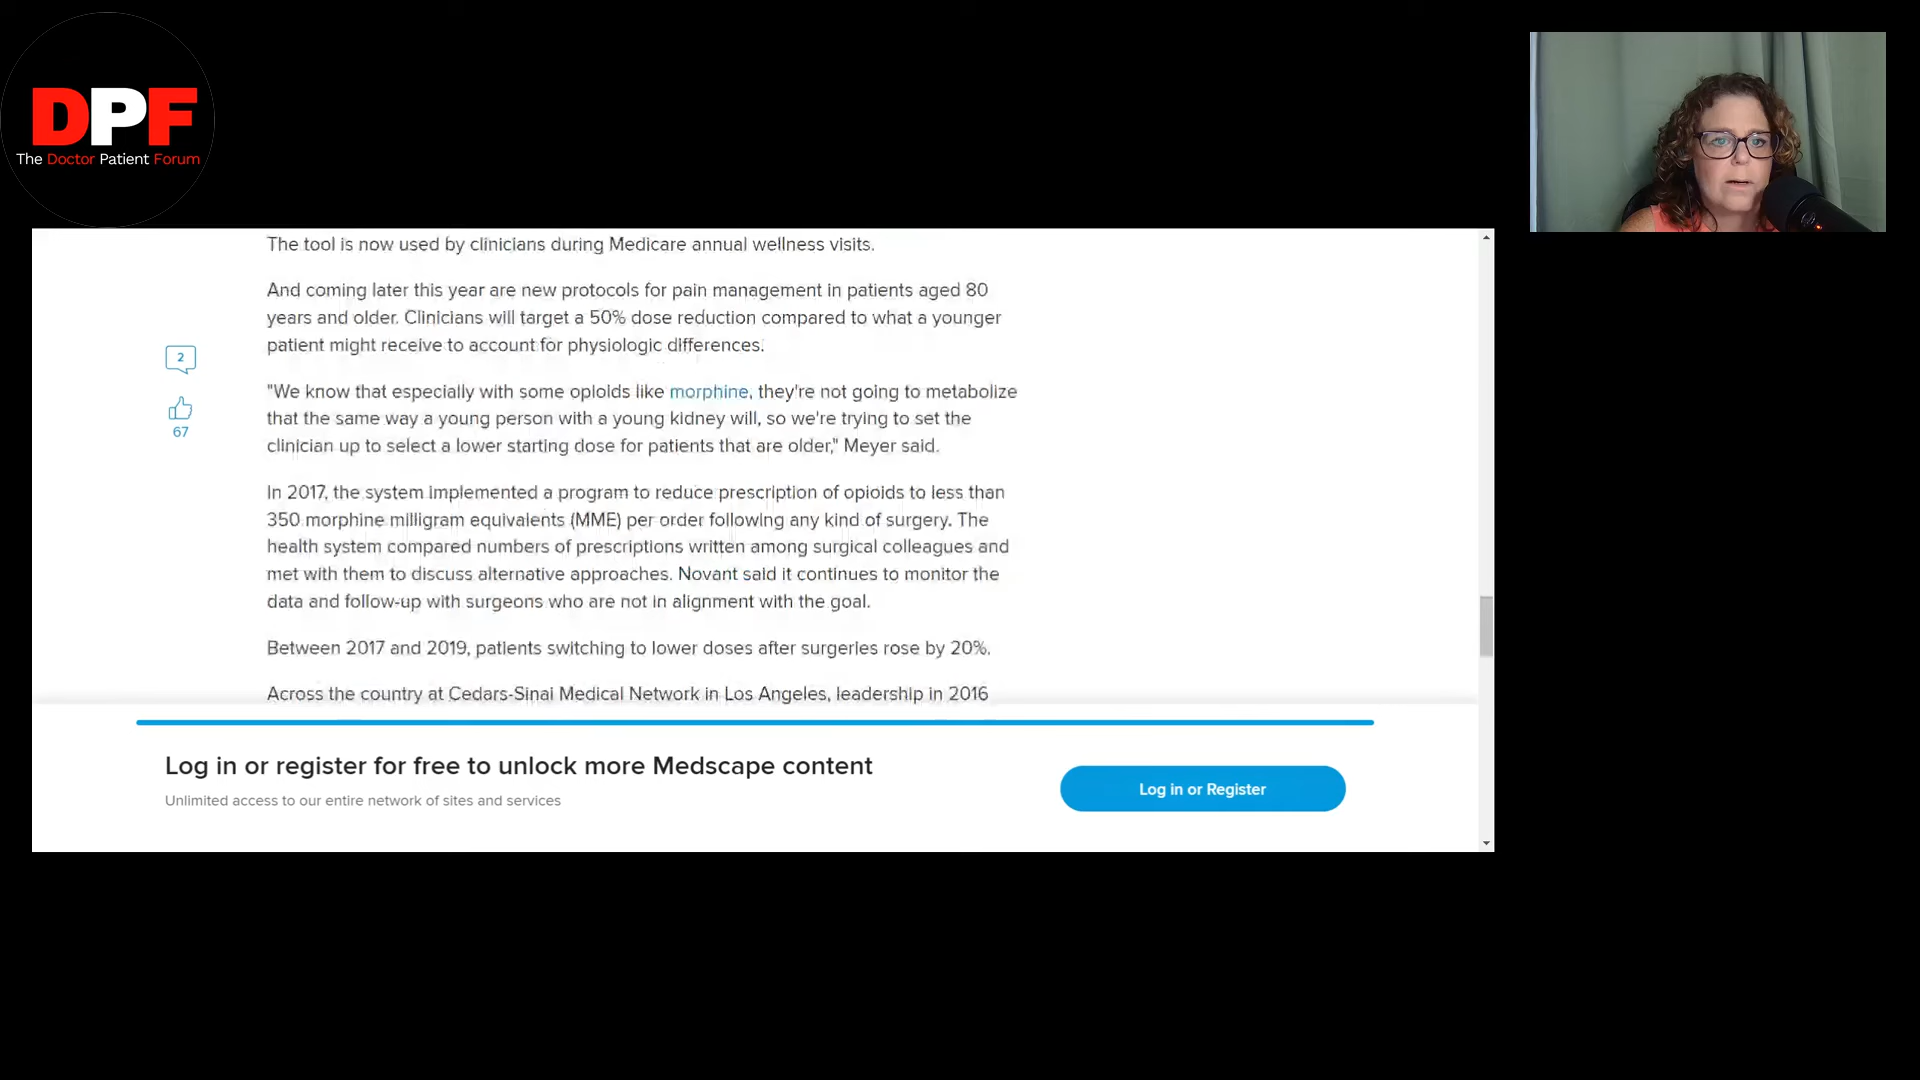 DPF
The Doctor Patient Forum
The tool is now used by clinicians during Medicare annual wellness visits.
And coming later this year are new protocols for pain management in patients aged 80
years and older. Clinicians will target a 50% dose reduction compared to what a younger
patient might receive to account for physiologic differences.
2
67
"We know that especially with some opioids like morphine, they're not going to metabolize
that the same way a young person with a young kidney will, so we're trying to set the
clinician up to select a lower starting dose for patients that are older," Meyer said.
In 2017, the system implemented a program to reduce prescription of opioids to less than
350 morphine milligram equivalents (MME) per order following any kind of surgery. The
health system compared numbers of prescriptions written among surgical colleagues and
met with them to discuss alternative approaches. Novant said it continues to monitor the
data and follow-up with surgeons who are not in alignment with the goal.
Between 2017 and 2019, patients switching to lower doses after surgeries rose by 20%.
Across the country at Cedars-Sinai Medical Network in Los Angeles, leadership in 2016
Log in or register for free to unlock more Medscape content
Unlimited access to our entire network of sites and services
Log in or Register